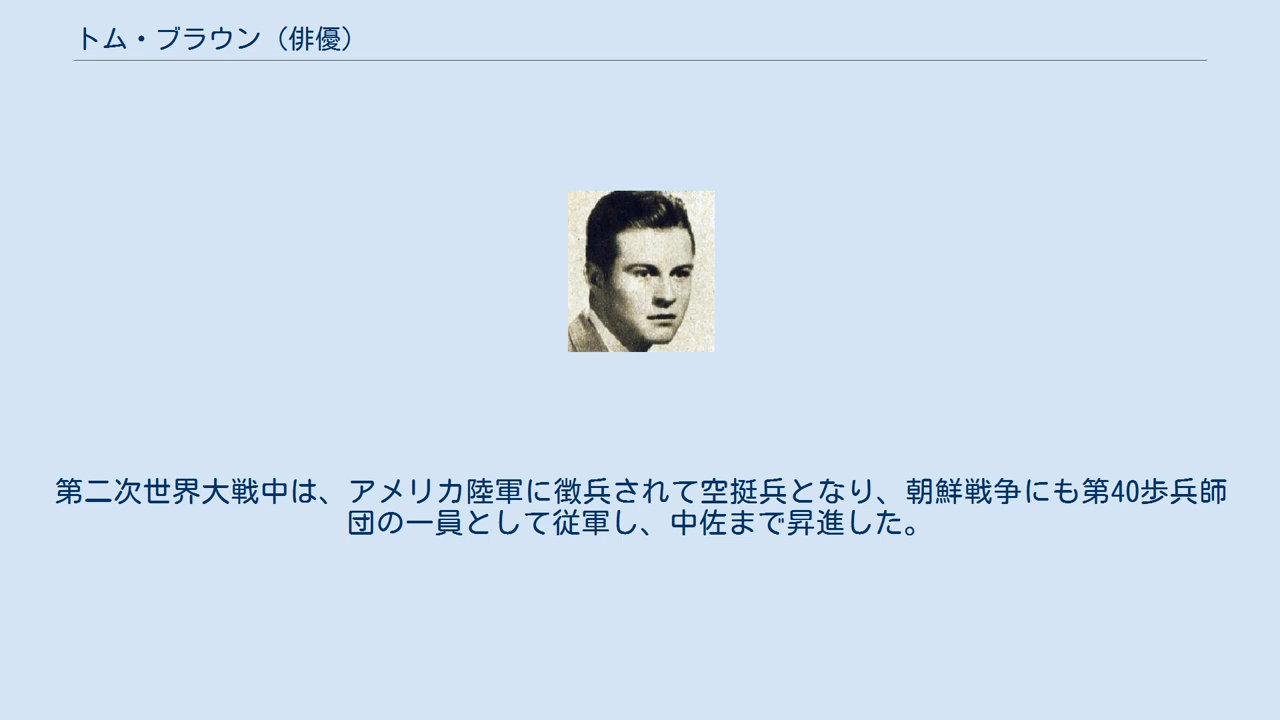 トム・ブラウン（俳優）
第二次世界大戦中は、アメリカ陸軍に徴兵されて空挺兵となり、朝鮮戦争にも第40歩兵師
団の一員として従軍し、中佐まで昇進した。